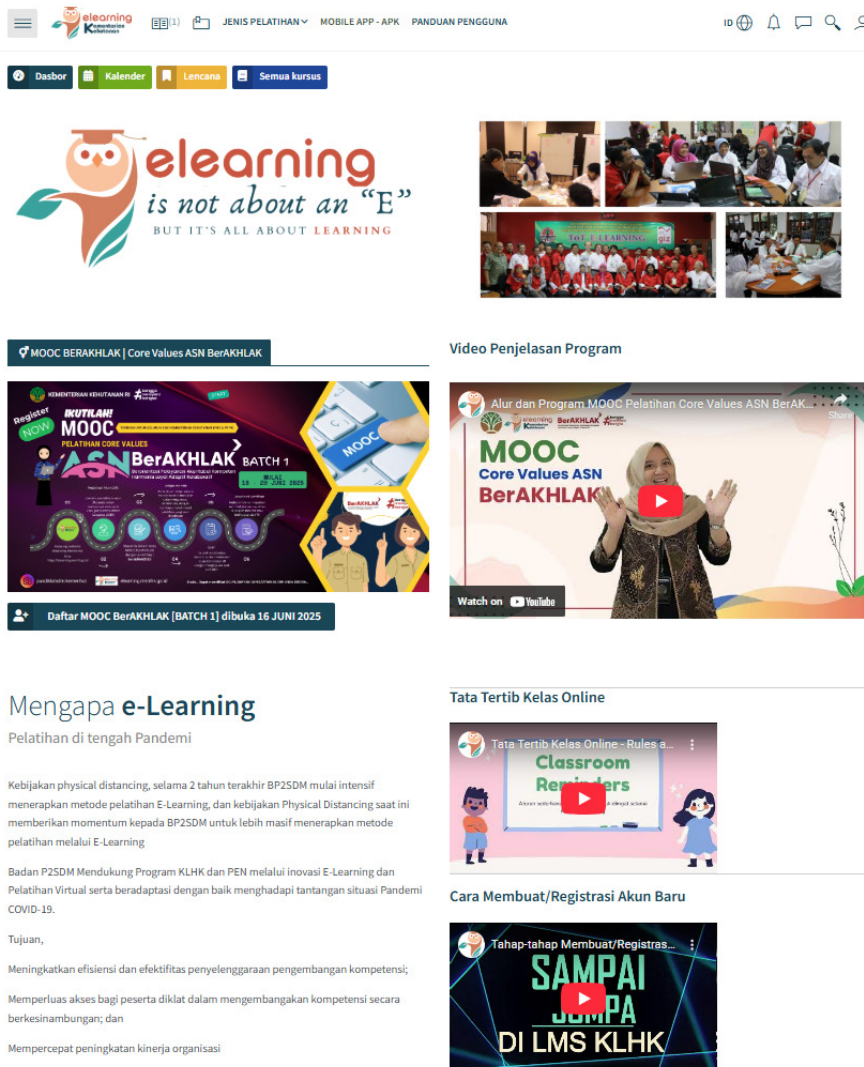 elearning
Kementerian
Kehutanan
(1)
JENIS PELATIHAN
MOBILE APP - APK
PANDUAN PENGGUNA
ID
Dasbor
Kalender
Lencana
Semua kursus
elearning
is not about an “E”
BUT IT'S ALL ABOUT LEARNING
ToT E-LEARNING
giz
MOOC BERAKHLAK | Core Values ASN BerAKHLAK
KEMENTERIAN KEHUTANAN RI
Register
NOW
IKUTILAH!
MOOC
PELATIHAN CORE VALUES
ASN BerAKHLAK
BATCH 1
MULAI
MOOC
BerAKHLAK
Daftar MOOC BerAKHLAK [BATCH 1] dibuka 16 JUNI 2025
Video Penjelasan Program
Alur dan Program MOOC Pelatihan Core Values ASN BerAK...
Share
elearning
BerAKHLAK
MOOC
Core Values ASN
BerAKHLAK
Watch on YouTube
Mengapa e-Learning
Pelatihan di tengah Pandemi
Kebijakan physical distancing, selama 2 tahun terakhir BP2SDM mulai intensif
menerapkan metode pelatihan E-Learning, dan kebijakan Physical Distancing saat ini
memberikan momentum kepada BP2SDM untuk lebih masif menerapkan metode
pelatihan melalui E-Learning
Badan P2SDM Mendukung Program KLHK dan PEN melalui inovasi E-Learning dan
Pelatihan Virtual serta beradaptasi dengan baik menghadapi tantangan situasi Pandemi
COVID-19.
Tujuan,
Meningkatkan efisiensi dan efektifitas penyelenggaraan pengembangan kompetensi;
Memperluas akses bagi peserta diklat dalam mengembangakan kompetensi secara
berkesinambungan; dan
Mempercepat peningkatan kinerja organisasi
Tata Tertib Kelas Online
Tata Tertib Kelas Online - Rules a...
Classroom
Reminders
Cara Membuat/Registrasi Akun Baru
Tahap-tahap Membuat/Registras...
SAMPAI
JUMPA
DI LMS KLHK